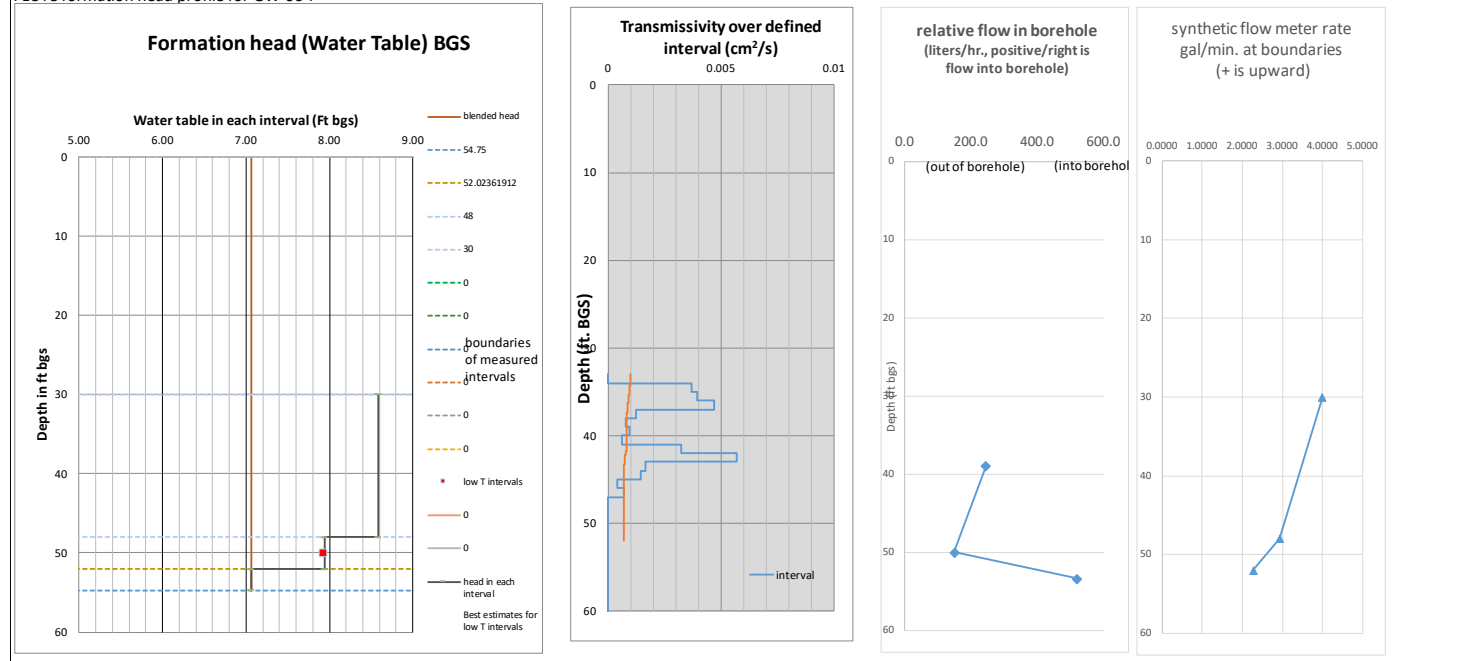 Formation head (Water Table) BGS
Water table in each interval (Ft bgs)
5.00 6.00 7.00 8.00 9.00
0
10
20
30
40
50
60
Depth in ft bgs
blended head
54.75
52.02361912
48
30
0
0
0
boundaries
of measured
intervals
0
0
0
low T intervals
0
0
head in each
interval
Best estimates for
low T intervals
Transmissivity over defined
interval (cm²/s)
0 0.005 0.01
0
10
20
30
40
50
60
Depth (ft. BGS)
interval
relative flow in borehole
(liters/hr., positive/right is
flow into borehole)
0.0 200.0 400.0 600.0
(out of borehole) (into borehol
0
10
20
30
40
50
60
Depth (ft bgs)
synthetic flow meter rate
gal/min. at boundaries
(+ is upward)
0.0000 1.0000 2.0000 3.0000 4.0000 5.0000
0
10
20
30
40
50
60